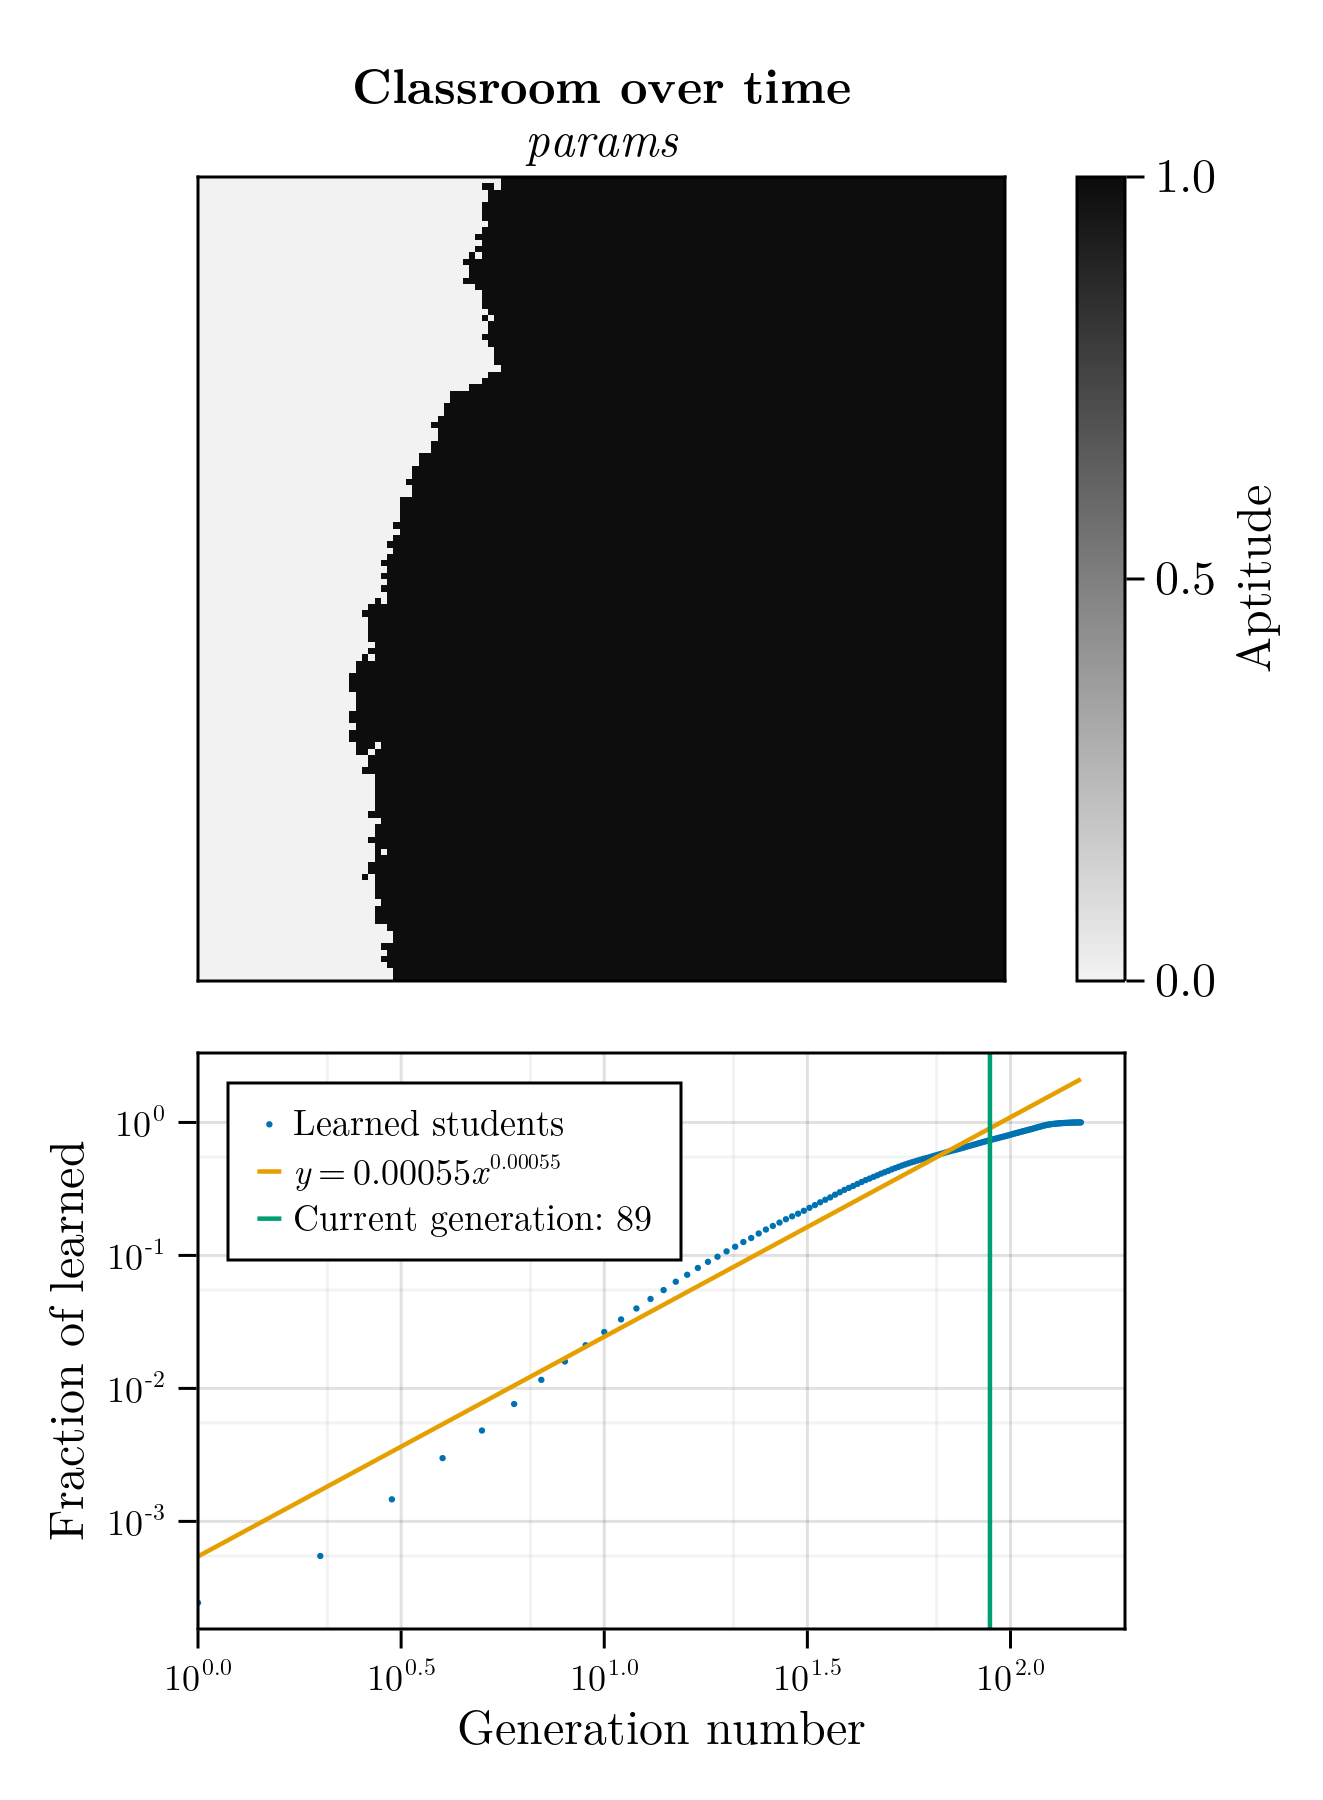 Classroom over time
params
1.0
0.5
0.0
Aptitude
Learned students
y = 0.00055x^0.00055
Current generation: 89
10^0
10^-1
10^-2
10^-3
Fraction of learned
10^0.0 10^0.5 10^1.0 10^1.5 10^2.0
Generation number